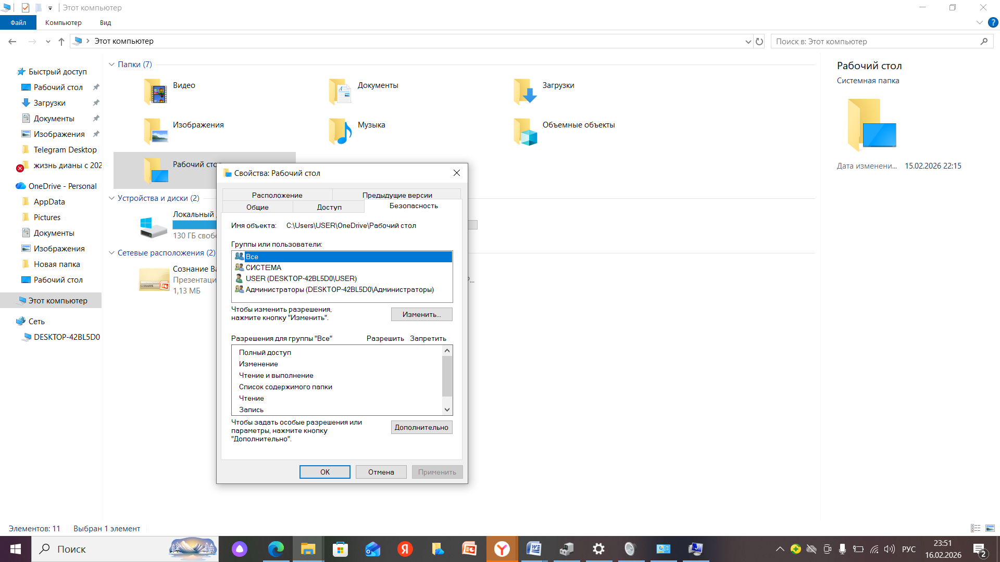 Этот компьютер
Файл
Компьютер
Вид
Этот компьютер
Поиск в: Этот компьютер
Быстрый доступ
Рабочий стол
Загрузки
Документы
Изображения
Telegram Desktop
жизнь дианы с 202
OneDrive - Personal
AppData
Pictures
Документы
Изображения
Новая папка
Рабочий стол
Этот компьютер
Сеть
DESKTOP-42BL5D0
Папки (7)
Видео
Документы
Загрузки
Изображения
Музыка
Объемные объекты
Рабочий сто
Устройства и диски (2)
Локальный
130 ГБ своб
Сетевые расположения (2)
Сознание Ва
Презентаци
1,13 МБ
Рабочий стол
Системная папка
Дата изменени... 15.02.2026 22:15
Свойства: Рабочий стол
Расположение
Предыдущие версии
Общие
Доступ
Безопасность
Имя объекта: C:\Users\USER\OneDrive\Рабочий стол
Группы или пользователи:
Все
СИСТЕМА
USER (DESKTOP-42BL5D0\USER)
Администраторы (DESKTOP-42BL5D0\Администраторы)
Чтобы изменить разрешения,
нажмите кнопку "Изменить".
Изменить...
Разрешения для группы "Все" Разрешить Запретить
Полный доступ
Изменение
Чтение и выполнение
Список содержимого папки
Чтение
Запись
Чтобы задать особые разрешения или
параметры, нажмите кнопку
"Дополнительно".
Дополнительно
ОК
Отмена
Применить
Элементов: 11
Выбран 1 элемент
Поиск
РУС
23:51
16.02.2026
2